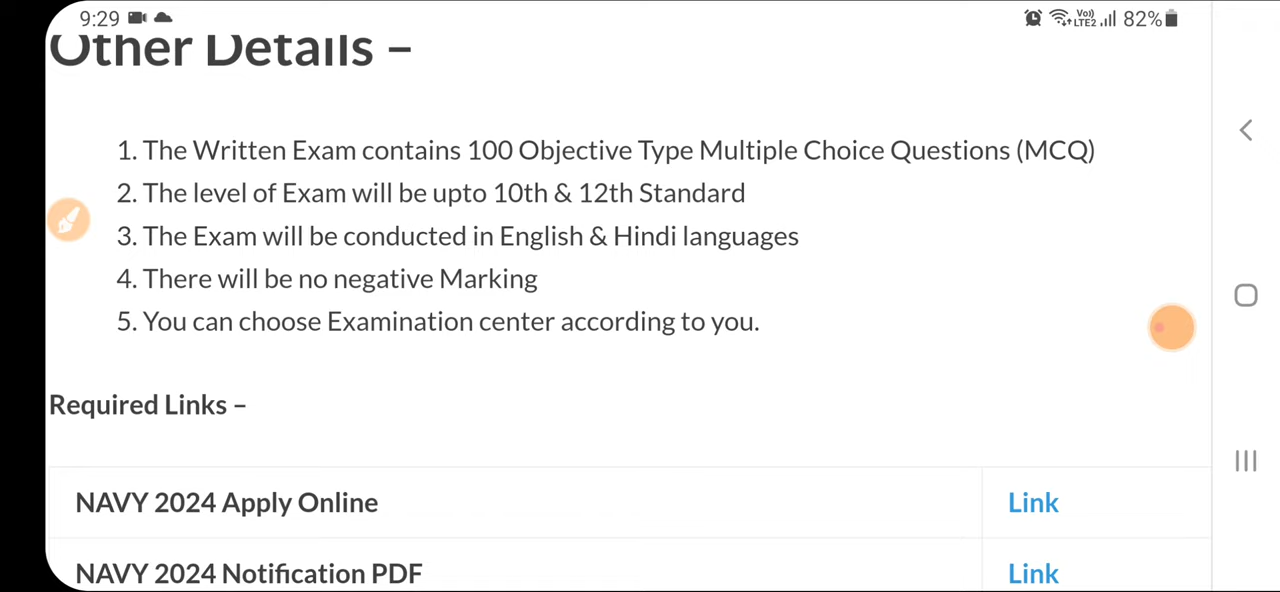 9:29
Vo)) LTE2 82%
Other Details –
1. The Written Exam contains 100 Objective Type Multiple Choice Questions (MCQ)
2. The level of Exam will be upto 10th & 12th Standard
3. The Exam will be conducted in English & Hindi languages
4. There will be no negative Marking
5. You can choose Examination center according to you.
Required Links –
NAVY 2024 Apply Online Link
NAVY 2024 Notification PDF Link